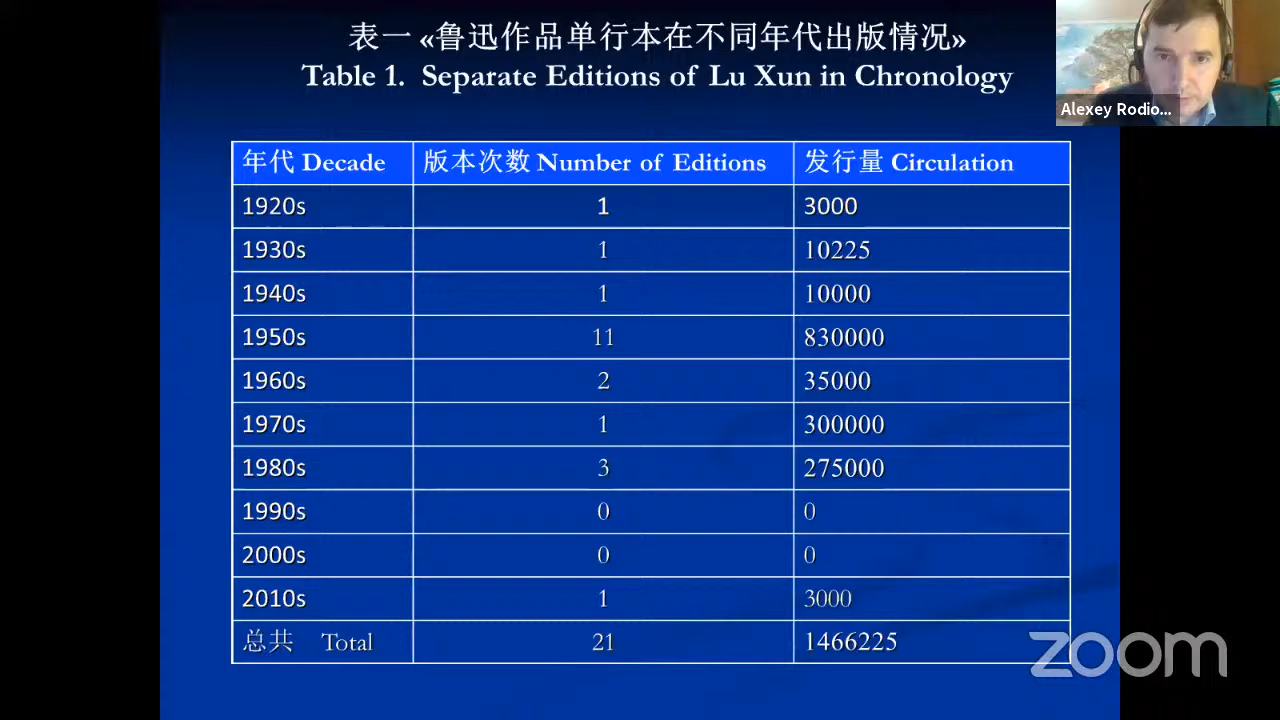 表一 «鲁迅作品单行本在不同年代出版情况»
Table 1. Separate Editions of Lu Xun in Chronology
Alexey Rodio...
年代 Decade 版本次数 Number of Editions 发行量 Circulation
1920s 1 3000
1930s 1 10225
1940s 1 10000
1950s 11 830000
1960s 2 35000
1970s 1 300000
1980s 3 275000
1990s 0 0
2000s 0 0
2010s 1 3000
总共 Total 21 1466225
zoom